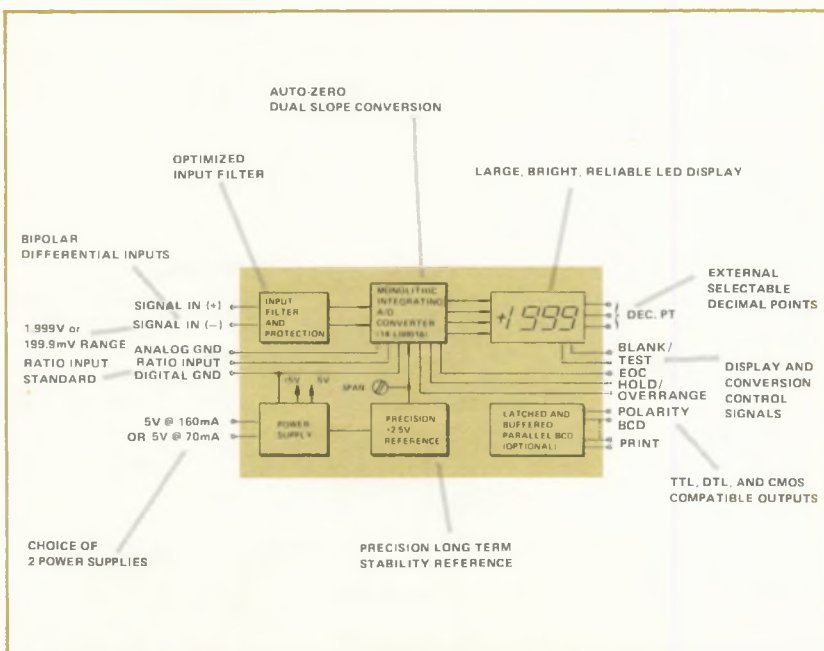 AUTO-ZERO
DUAL SLOPE CONVERSION
OPTIMIZED
INPUT FILTER
LARGE, BRIGHT, RELIABLE LED DISPLAY
BIPOLAR
DIFFERENTIAL INPUTS
EXTERNAL
SELECTABLE
DECIMAL POINTS
1.999V or
199.9mV RANGE
RATIO INPUT
STANDARD
SIGNAL IN (+)
SIGNAL IN (−)
ANALOG GND
RATIO INPUT
DIGITAL GND
INPUT
FILTER
AND
PROTECTION
MONOLITHIC
INTEGRATING
A/D
CONVERTER
+1999
DEC. PT
BLANK/
TEST
EOC
HOLD/
OVERRANGE
POLARITY
BCD
PRINT
DISPLAY AND
CONVERSION
CONTROL
SIGNALS
SPAN
5V @ 160mA
OR 5V @ 70mA
POWER
SUPPLY
PRECISION
REFERENCE
LATCHED AND
BUFFERED
PARALLEL BCD
(OPTIONAL)
TTL, DTL, AND CMOS
COMPATIBLE OUTPUTS
CHOICE OF
2 POWER SUPPLIES
PRECISION LONG TERM
STABILITY REFERENCE